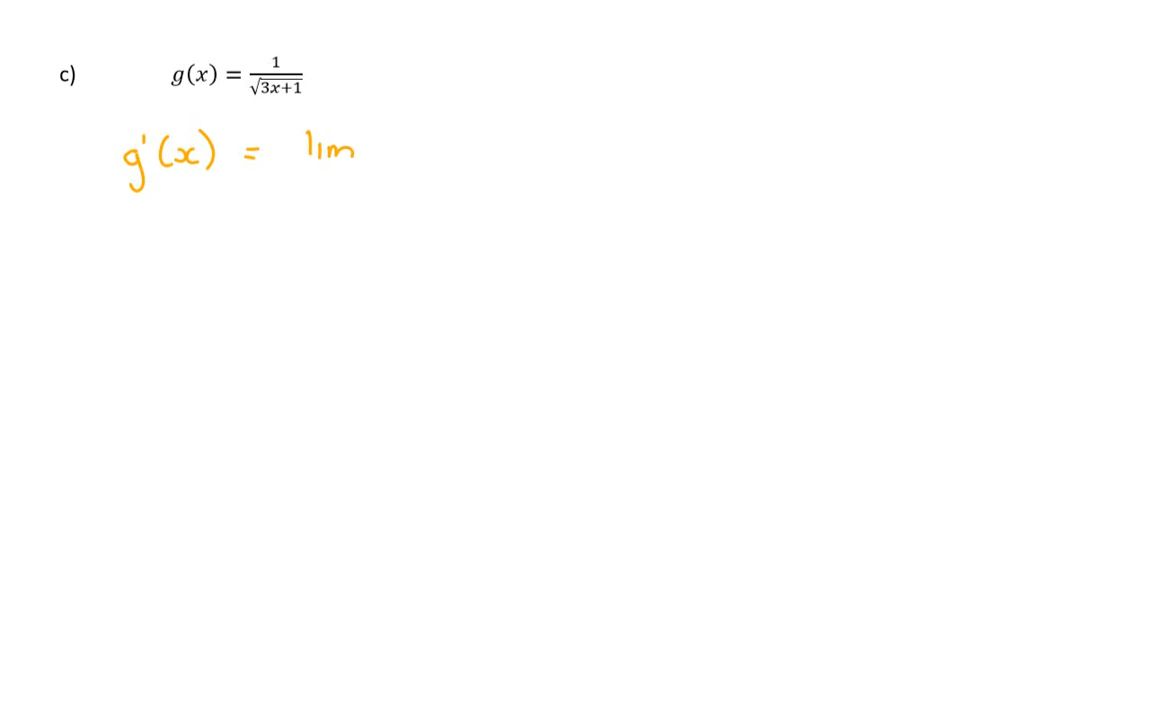 c) g(x) = 1/√(3x+1)
g'(x) = lim